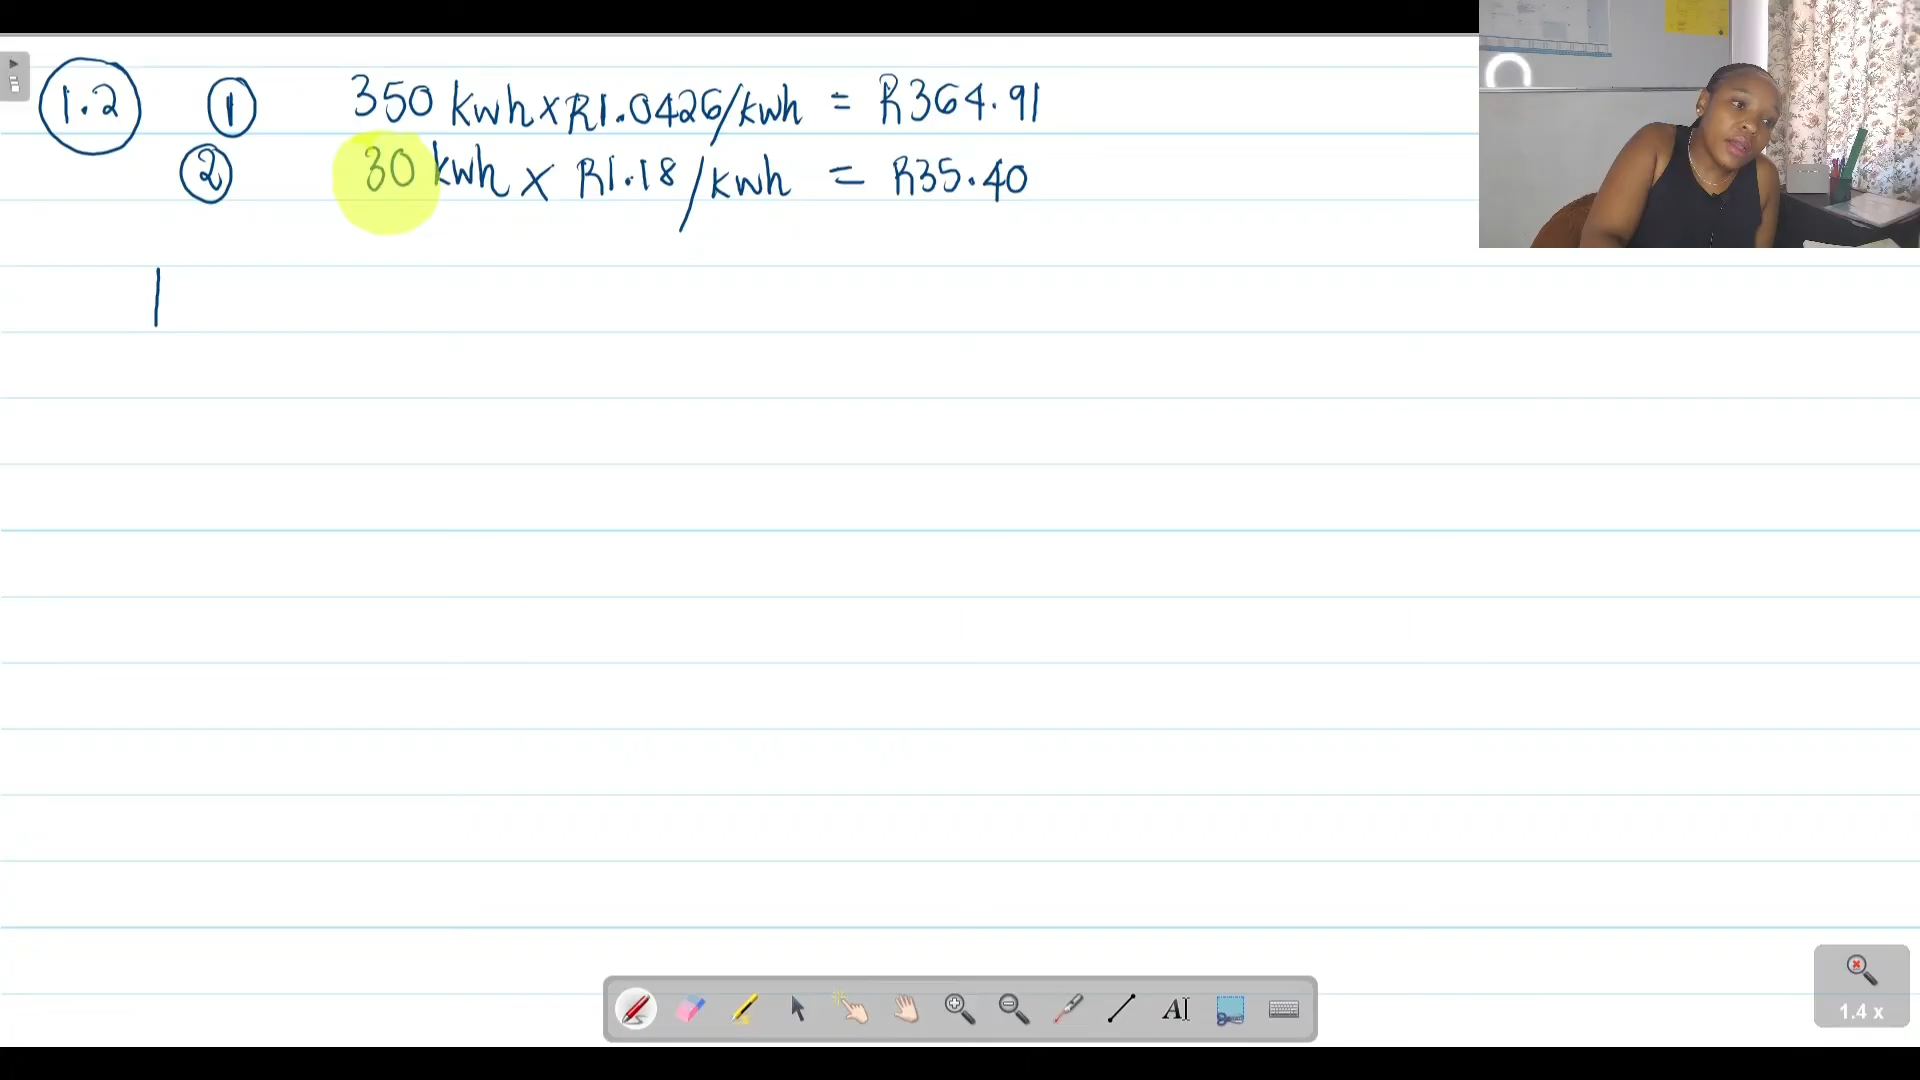 1.2 1 350 kwh x R1.0426/kwh = R364.91
2 30 kwh x R1.18/kwh = R35.40
1.4 x